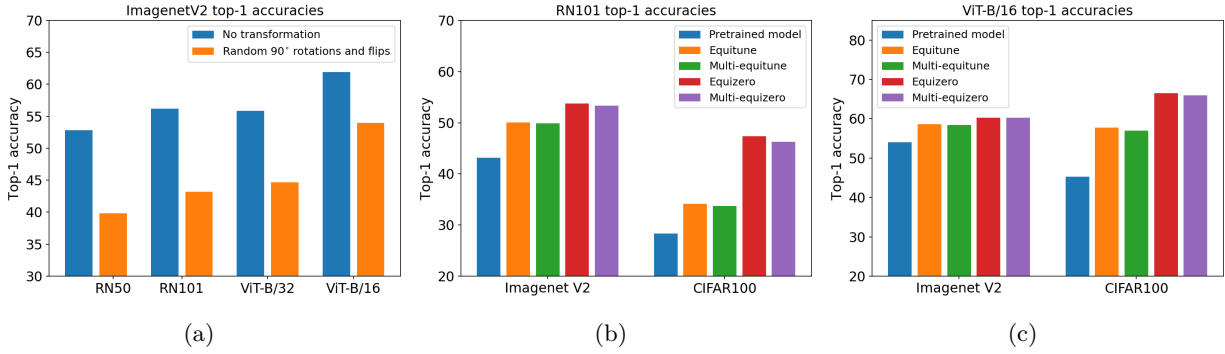 ImagenetV2 top-1 accuracies
No transformation
Random 90° rotations and flips
Top-1 accuracy
70
65
60
55
50
45
40
35
30
RN50 RN101 ViT-B/32 ViT-B/16
(a)
RN101 top-1 accuracies
Pretrained model
Equitune
Multi-equitune
Equizero
Multi-equizero
Top-1 accuracy
70
60
50
40
30
20
Imagenet V2 CIFAR100
(b)
ViT-B/16 top-1 accuracies
Pretrained model
Equitune
Multi-equitune
Equizero
Multi-equizero
Top-1 accuracy
80
70
60
50
40
30
20
Imagenet V2 CIFAR100
(c)